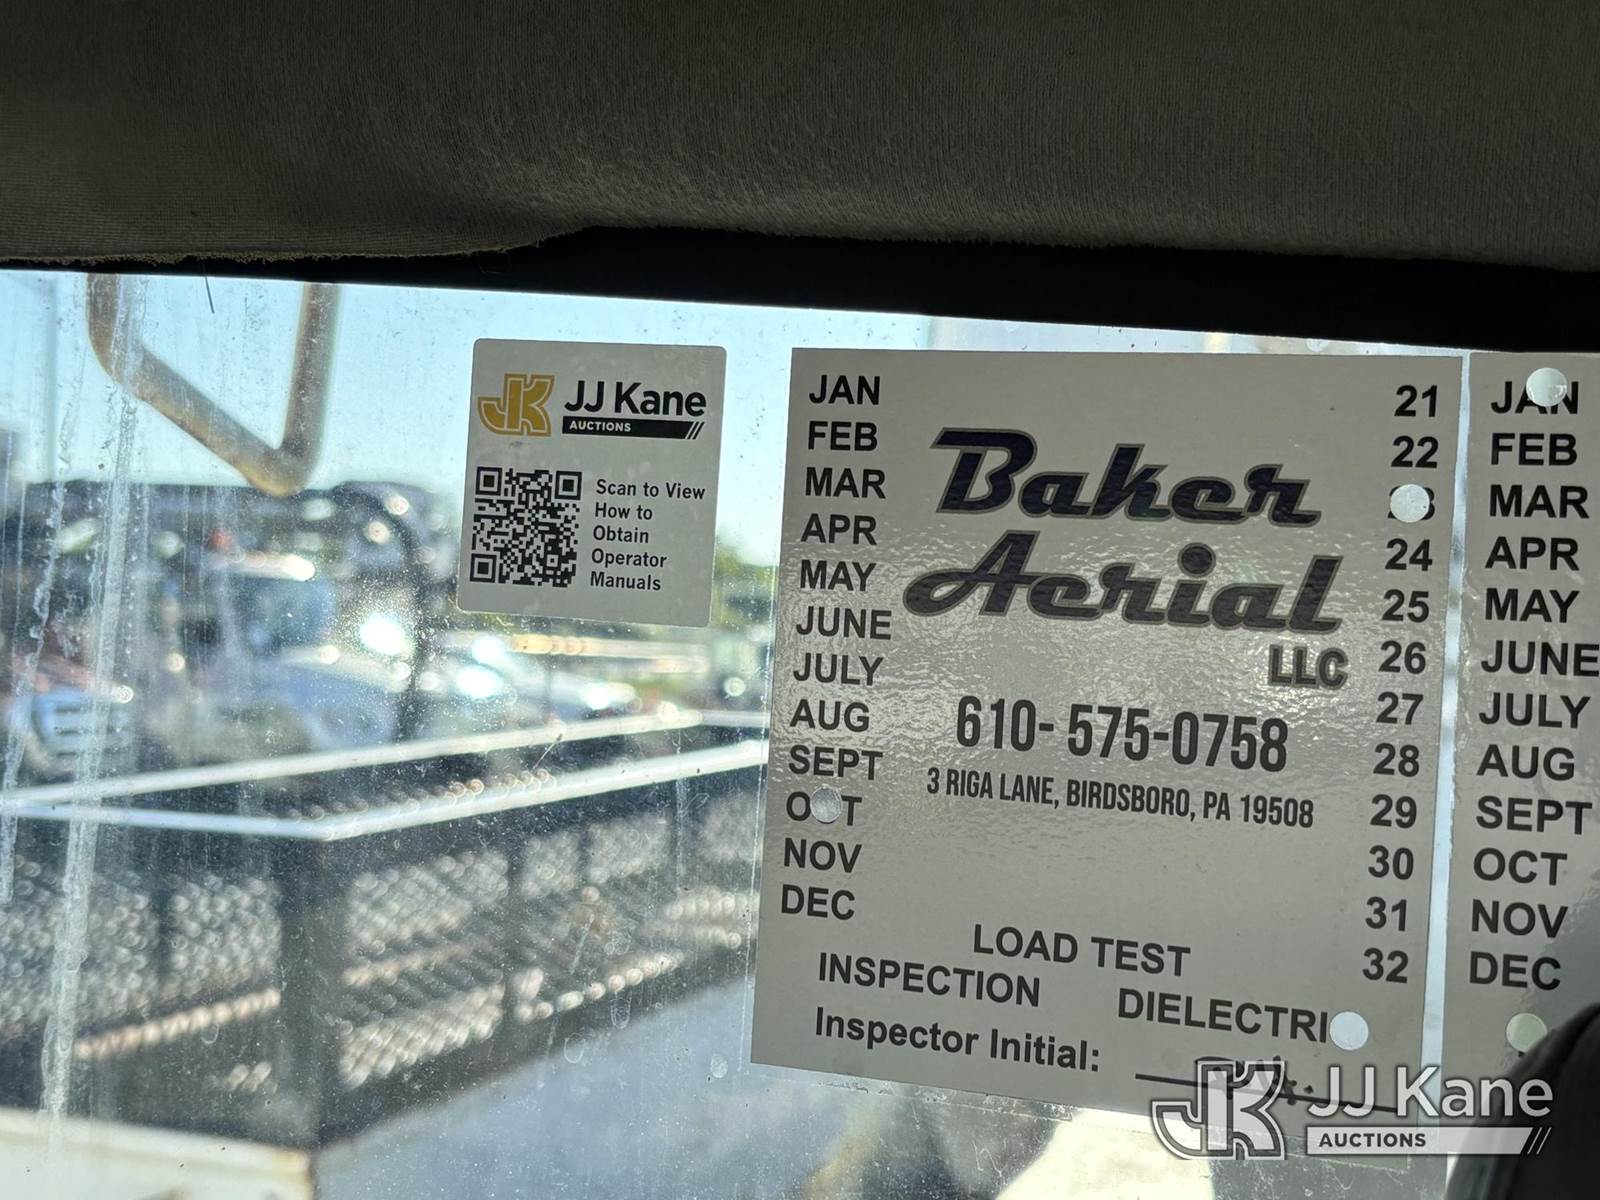 JJ Kane
AUCTIONS
Scan to View
How to
Obtain
Operator
Manuals
JAN
FEB
MAR
APR
MAY
JUNE
JULY
AUG
SEPT
OCT
NOV
DEC
Baker
Aerial
LLC
610-575-0758
3 RIGA LANE, BIRDSBORO, PA 19508
LOAD TEST
INSPECTION DIELECTRI
Inspector Initial:
21
22
24
25
26
27
28
29
30
31
32
JAN
FEB
MAR
APR
MAY
JUNE
JULY
AUG
SEPT
OCT
NOV
DEC
JJ Kane
AUCTIONS